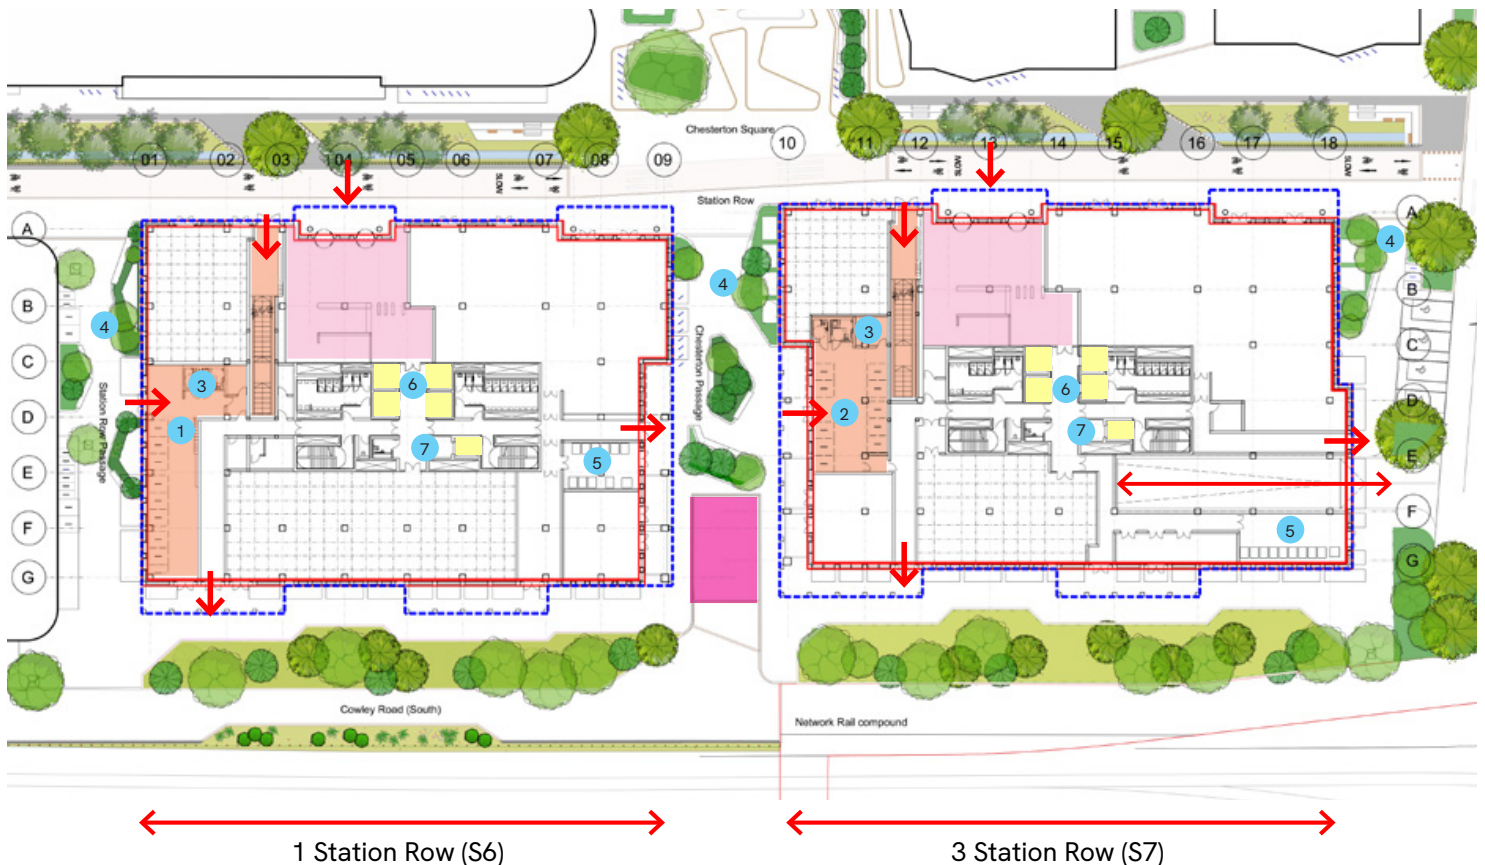 Chesterton Square
01 02 03 04 05 06 07 08 09 10 11 12 13 14 15 16 17 18
SLOW
SLOW
SLOW
Station Row
A
A
B
B
C
C
D
D
E
E
F
F
G
G
4
4
4
3
3
6
6
1
2
7
7
5
5
Station Row Passage
Chesterton Passage
Cowley Road (South)
Network Rail compound
1 Station Row (S6)
3 Station Row (S7)